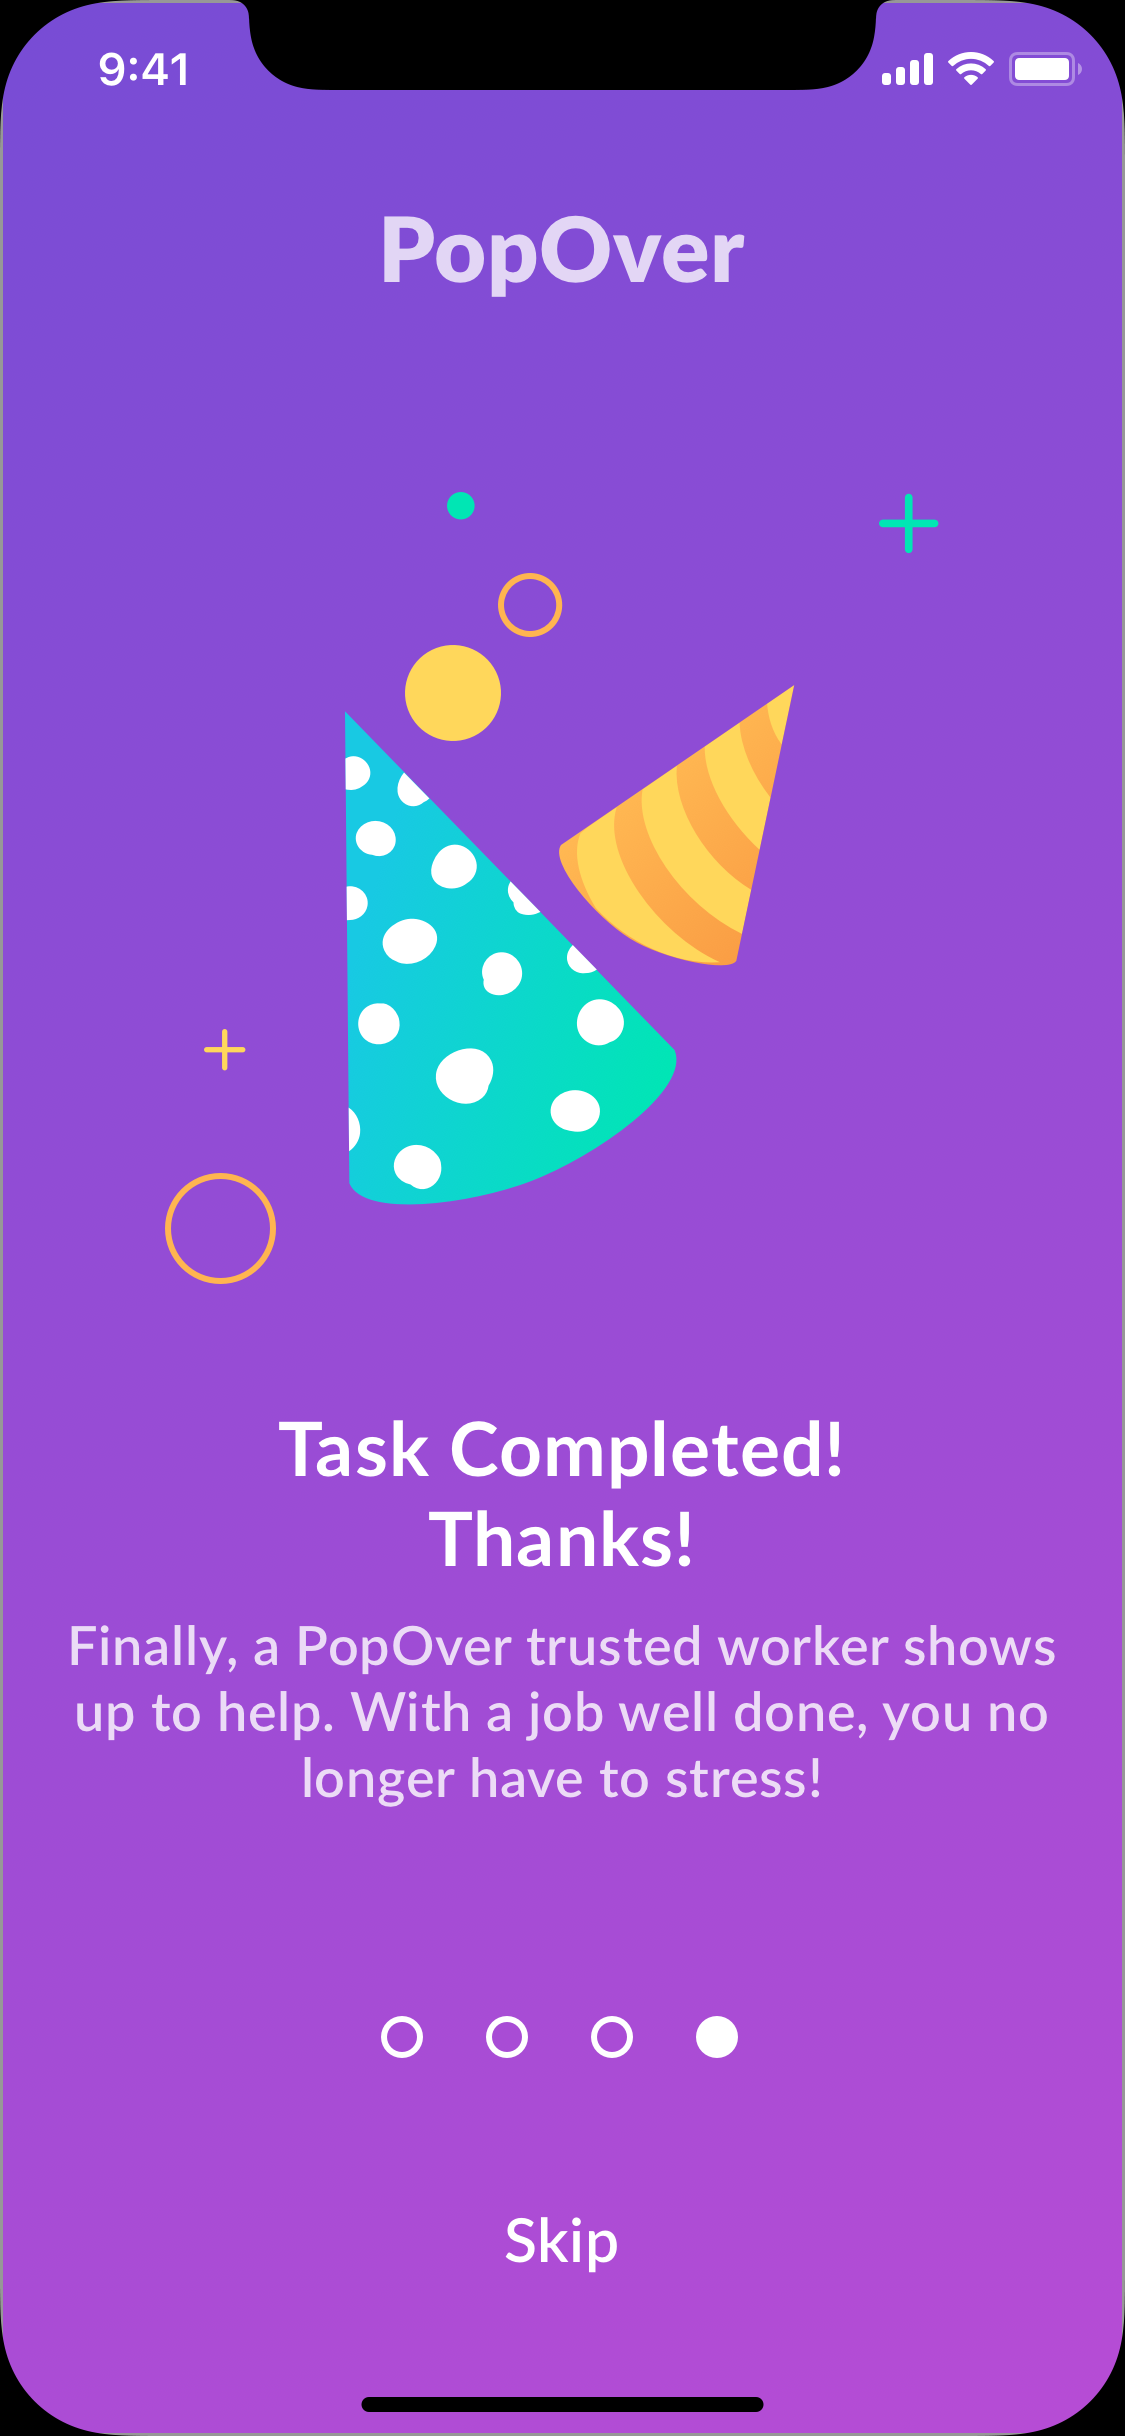 9:41
PopOver
Task Completed!
Thanks!
Finally, a PopOver trusted worker shows
up to help. With a job well done, you no
longer have to stress!
Skip